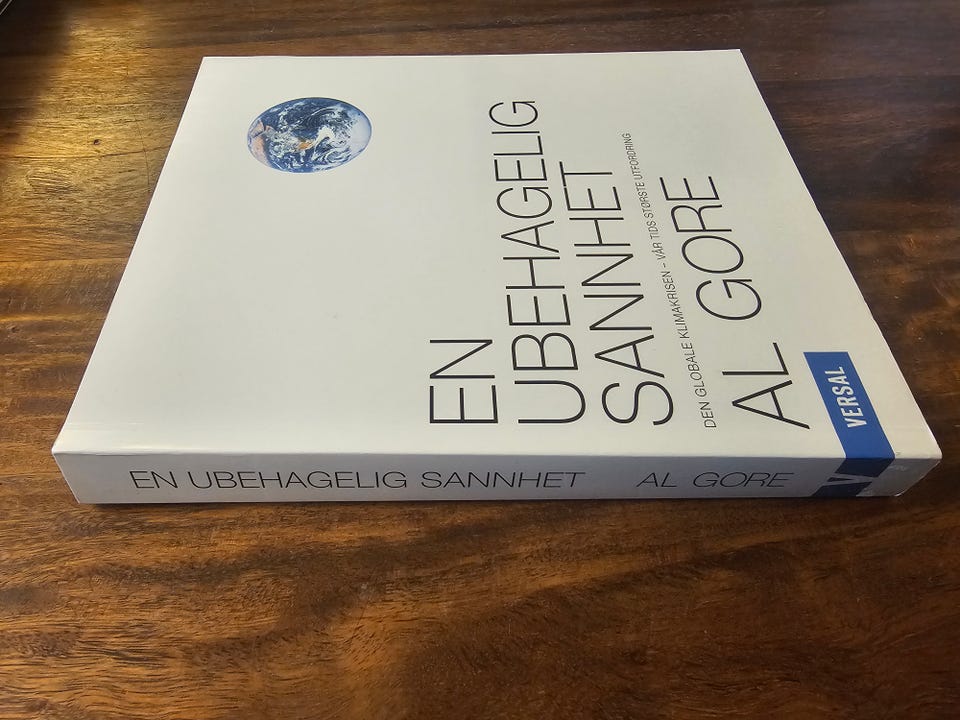 EN
UBEHAGELIG
SANNHET
DEN GLOBALE KLIMAKRISEN – VÅR TIDS STØRSTE UTFORDRING
AL GORE
VERSAL
EN UBEHAGELIG SANNHET AL GORE
V